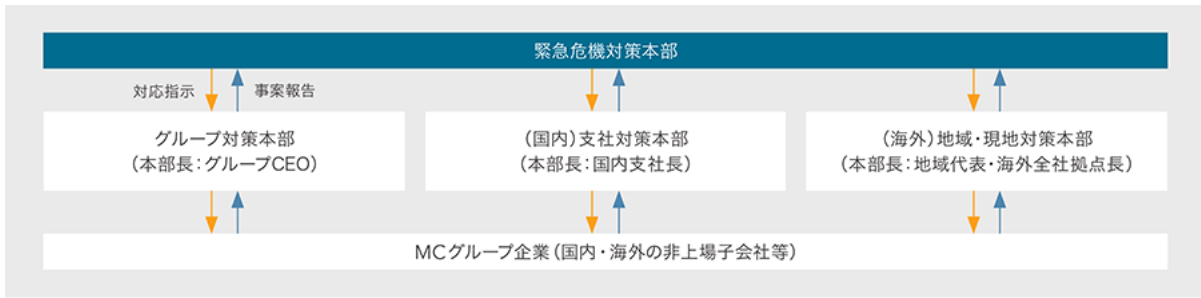 緊急危機対策本部
対応指示
事案報告
グループ対策本部
(本部長:グループCEO)
(国内)支社対策本部
(本部長:国内支社長)
(海外)地域・現地対策本部
(本部長:地域代表・海外全社拠点長)
MCグループ企業(国内・海外の非上場子会社等)